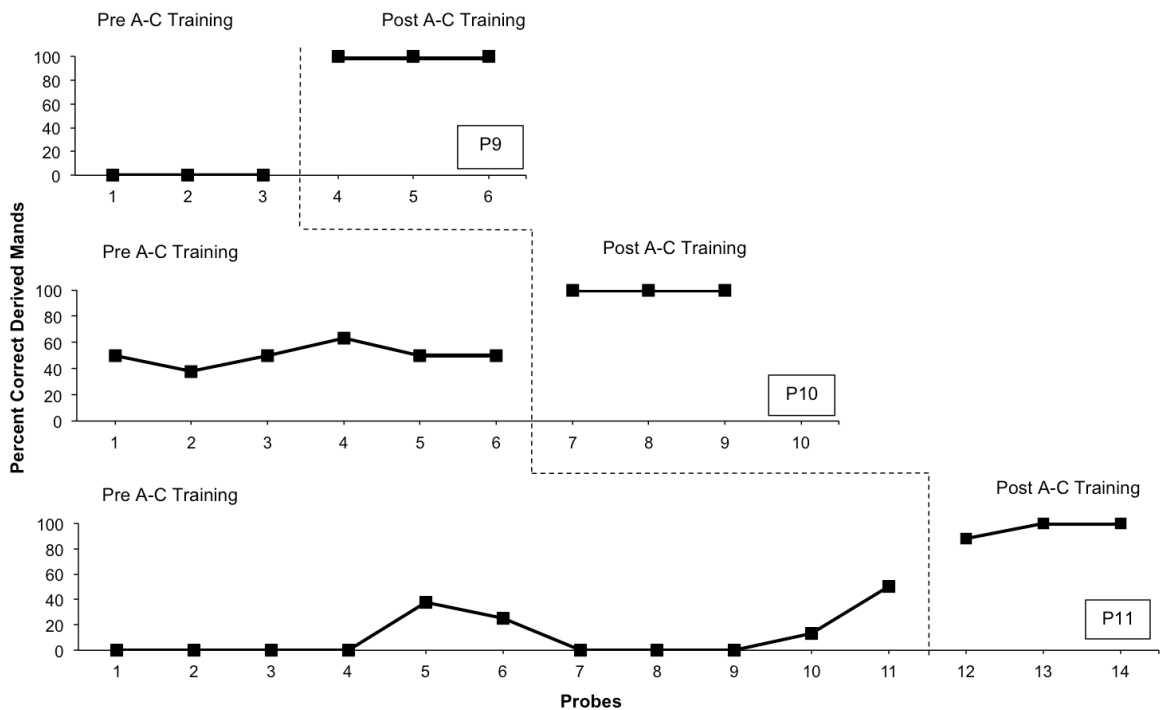 Pre A-C Training
Post A-C Training
100
80
60
40
20
0
P9
1 2 3 4 5 6
Percent Correct Derived Mands
Pre A-C Training
Post A-C Training
100
80
60
40
20
0
P10
1 2 3 4 5 6 7 8 9 10
Pre A-C Training
Post A-C Training
100
80
60
40
20
0
P11
1 2 3 4 5 6 7 8 9 10 11 12 13 14
Probes